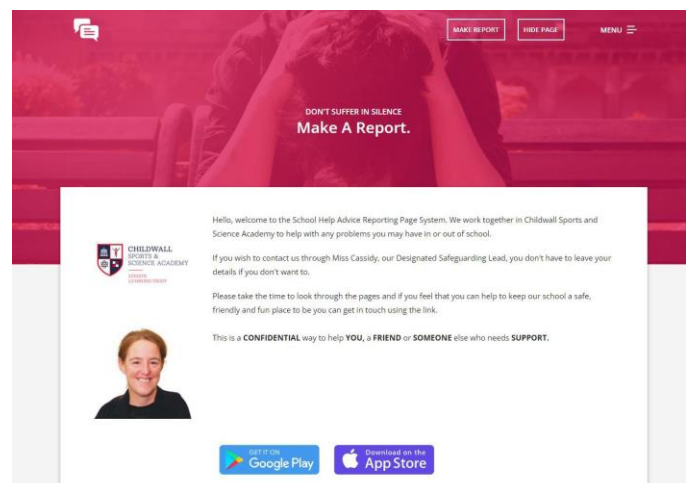 MAKE REPORT
HIDE PAGE
MENU
DON'T SUFFER IN SILENCE
Make A Report.
Hello, welcome to the School Help Advice Reporting Page System. We work together in Childwall Sports and
Science Academy to help with any problems you may have in or out of school.
CHILDWALL
SPORTS &
SCIENCE ACADEMY
LEARNING TRUST
If you wish to contact us through Miss Cassidy, our Designated Safeguarding Lead, you don't have to leave your
details if you don't want to.
Please take the time to look through the pages and if you feel that you can help to keep our school a safe,
friendly and fun place to be you can get in touch using the link.
This is a CONFIDENTIAL way to help YOU, a FRIEND or SOMEONE else who needs SUPPORT.
GET IT ON
Google Play
Download on the
App Store